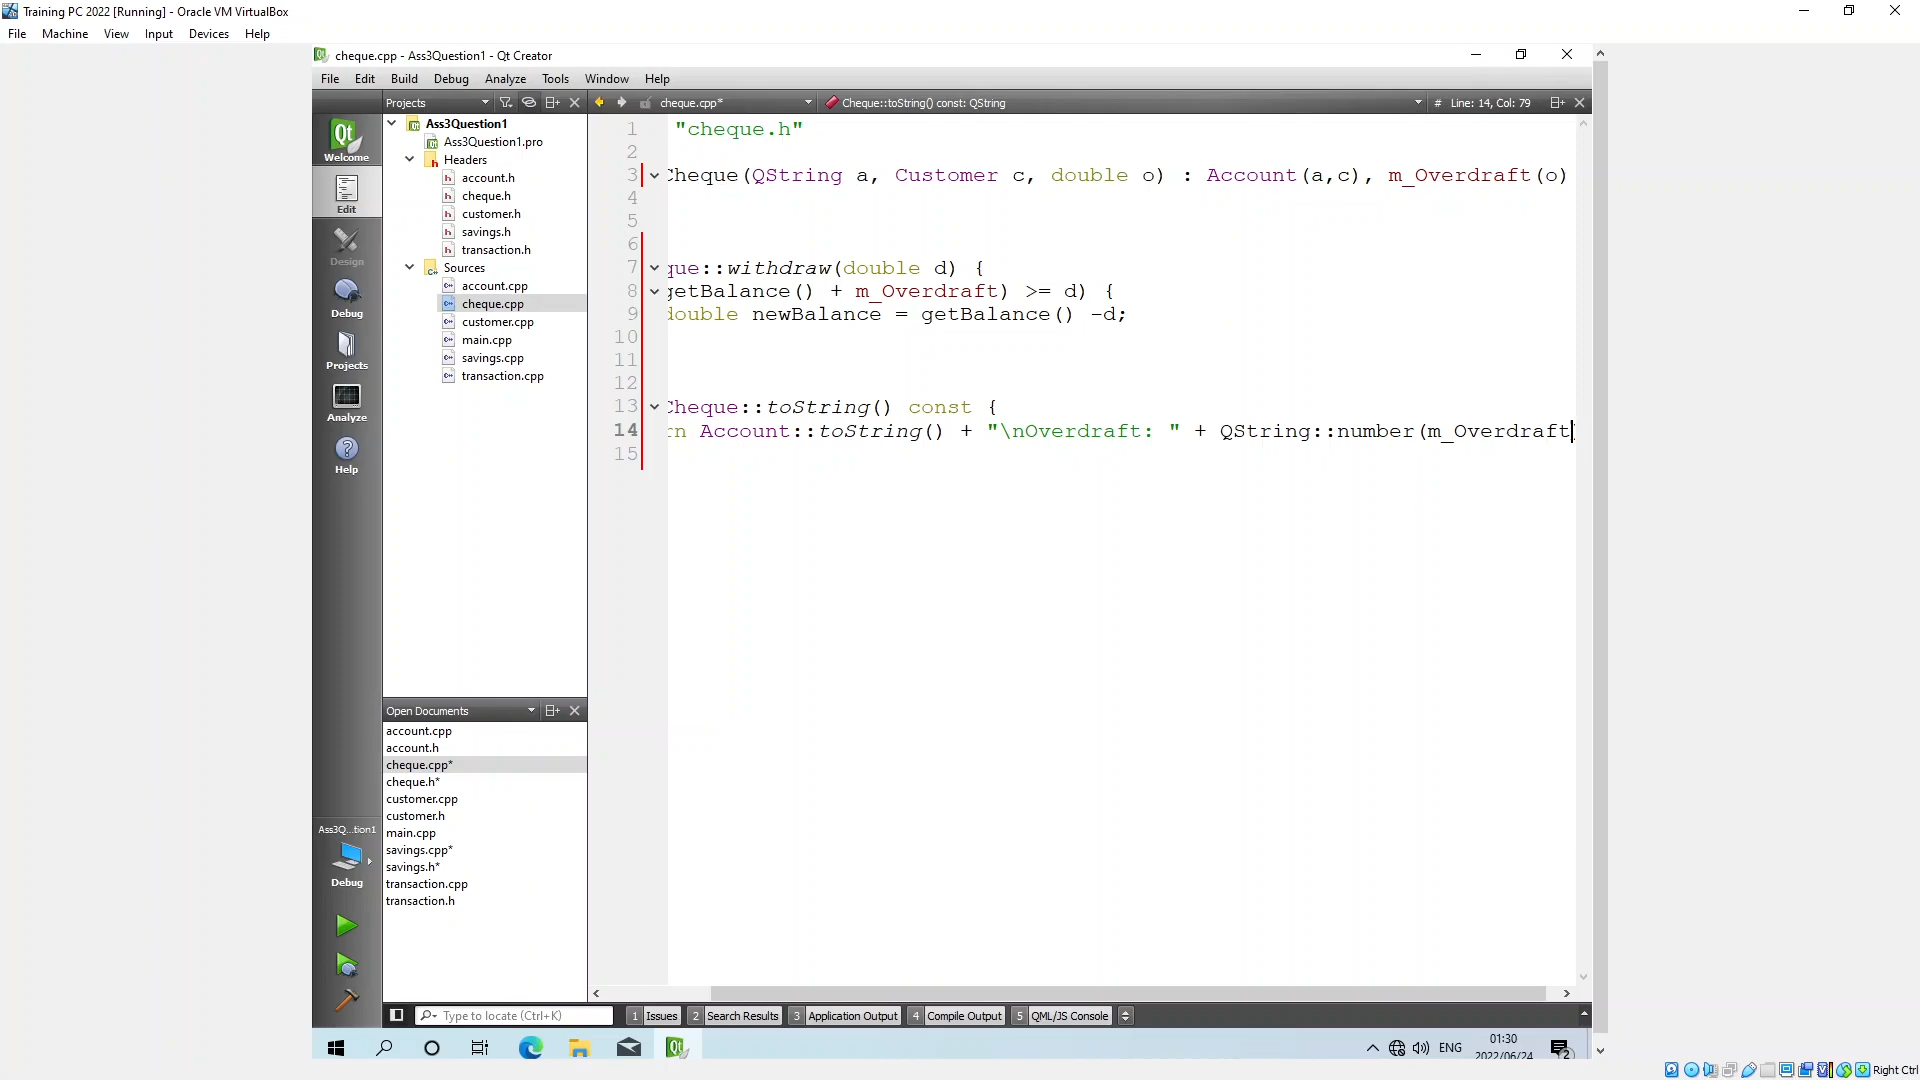 Training PC 2022 [Running] - Oracle VM VirtualBox
File Machine View Input Devices Help
cheque.cpp - Ass3Question1 - Qt Creator
File Edit Build Debug Analyze Tools Window Help
Projects
cheque.cpp*
Cheque::toString() const: QString
# Line: 14, Col: 79
Welcome
Edit
Design
Debug
Projects
Analyze
Help
Ass3Question1
Ass3Question1.pro
Headers
account.h
cheque.h
customer.h
savings.h
transaction.h
Sources
account.cpp
cheque.cpp
customer.cpp
main.cpp
savings.cpp
transaction.cpp
1 "cheque.h"
2
3 Cheque(QString a, Customer c, double o) : Account(a,c), m_Overdraft(o)
4
5
6
7 que::withdraw(double d) {
8 getBalance() + m_Overdraft) >= d) {
9 double newBalance = getBalance() -d;
10
11
12
13 Cheque::toString() const {
14 rn Account::toString() + "\nOverdraft: " + QString::number(m_Overdraft)
15
Open Documents
account.cpp
account.h
cheque.cpp*
cheque.h*
customer.cpp
customer.h
main.cpp
savings.cpp*
savings.h*
transaction.cpp
transaction.h
Ass3Q...tion1
Debug
Type to locate (Ctrl+K)
1 Issues 2 Search Results 3 Application Output 4 Compile Output 5 QML/JS Console
ENG
01:30
2022/06/24
2
Right Ctrl